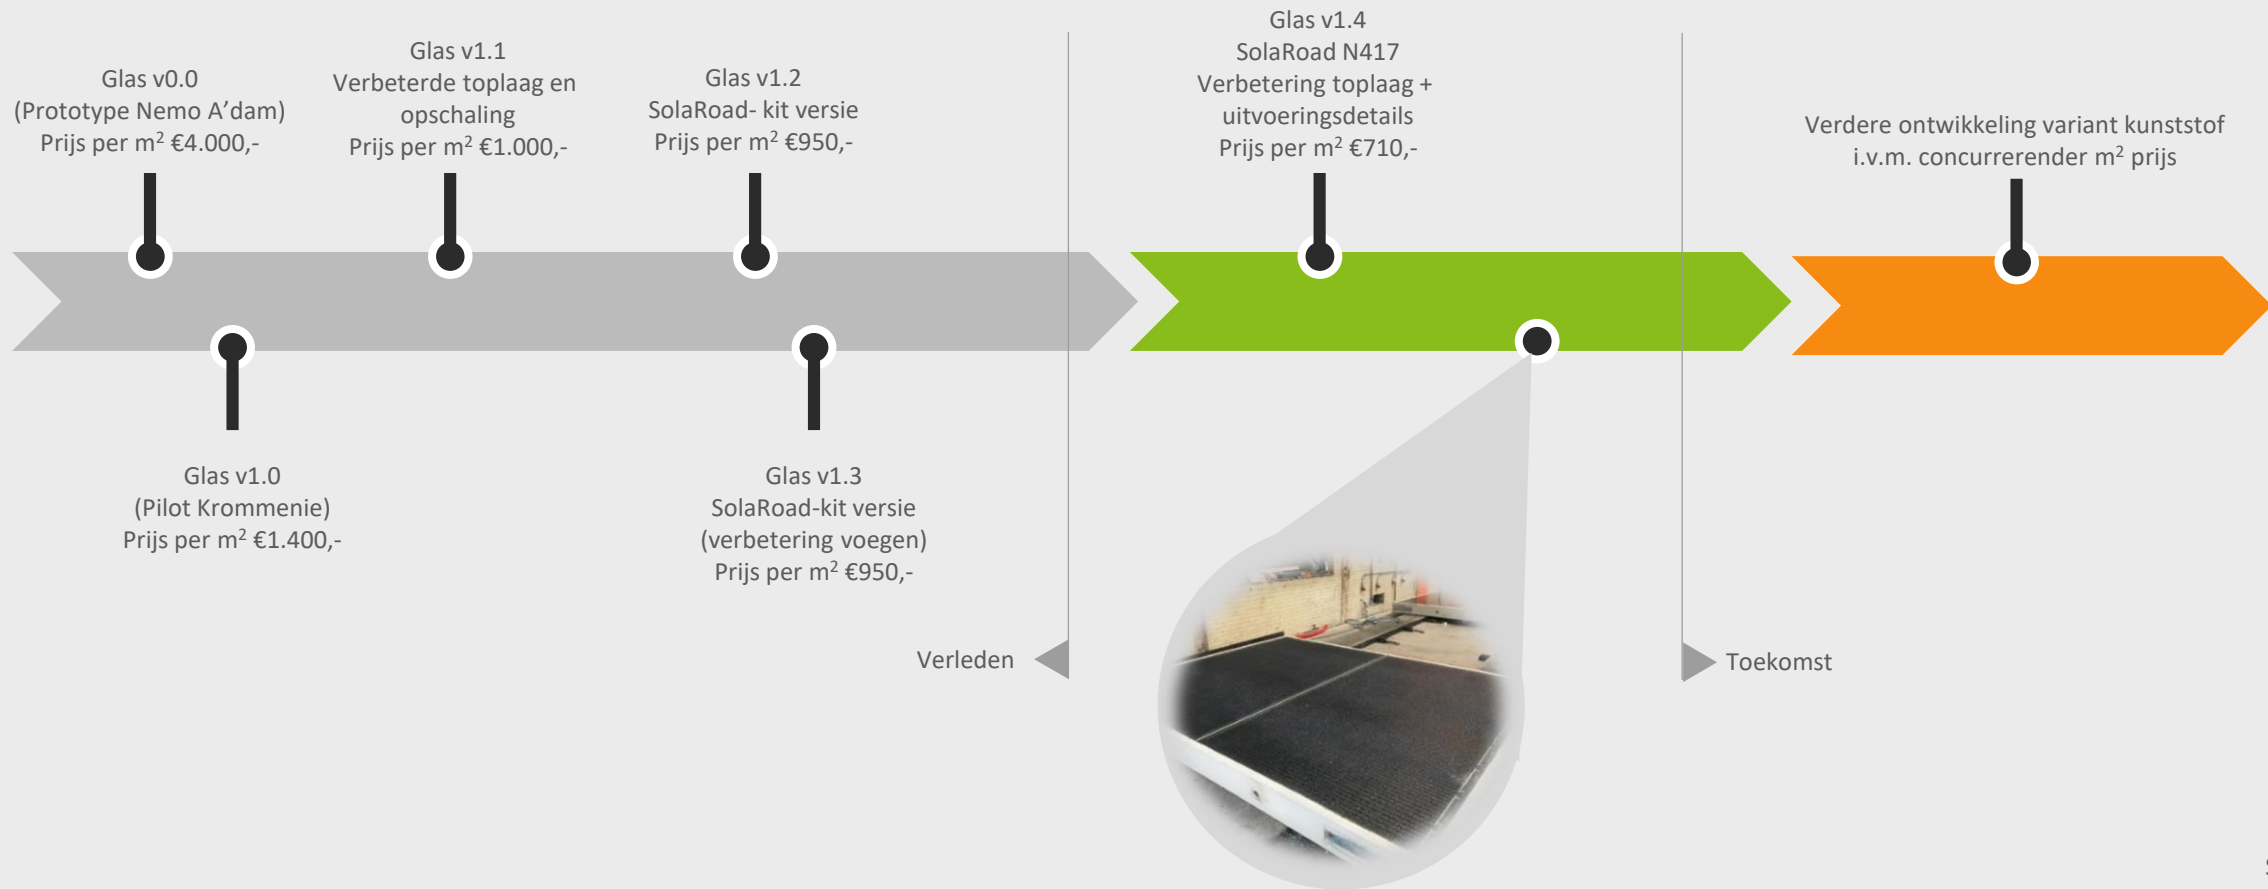 Glas v0.0
(Prototype Nemo A'dam)
Prijs per m² €4.000,-
Glas v1.1
Verbeterde toplaag en
opschaling
Prijs per m² €1.000,-
Glas v1.2
SolaRoad- kit versie
Prijs per m² €950,-
Glas v1.4
SolaRoad N417
Verbetering toplaag +
uitvoeringsdetails
Prijs per m² €710,-
Verdere ontwikkeling variant kunststof
i.v.m. concurrerender m² prijs
Glas v1.0
(Pilot Krommenie)
Prijs per m² €1.400,-
Glas v1.3
SolaRoad-kit versie
(verbetering voegen)
Prijs per m² €950,-
Verleden
Toekomst